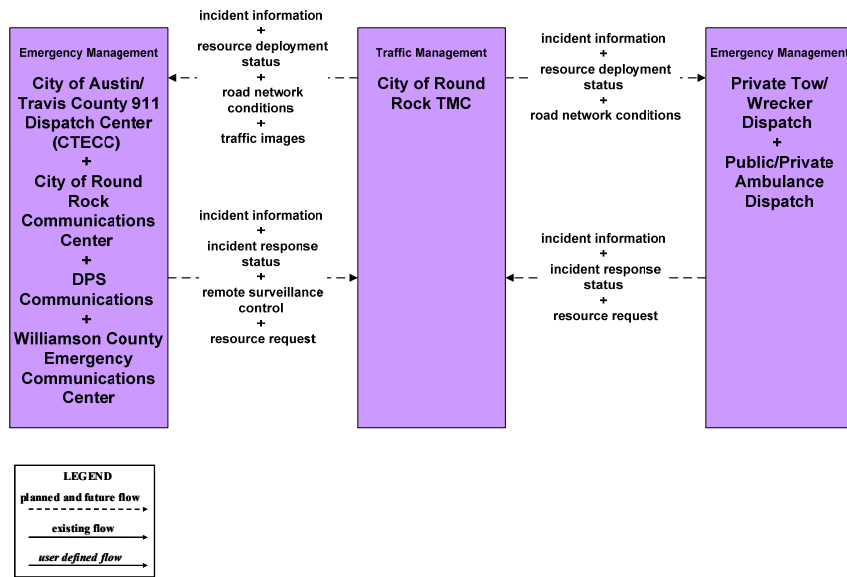 Emergency Management
City of Austin/
Travis County 911
Dispatch Center
(CTECC)
+
City of Round
Rock
Communications
Center
+
DPS
Communications
+
Williamson County
Emergency
Communications
Center
incident information
+
resource deployment
status
+
road network
conditions
+
traffic images
incident information
+
incident response
status
+
remote surveillance
control
+
resource request
Traffic Management
City of Round
Rock TMC
incident information
+
resource deployment
status
+
road network conditions
incident information
+
incident response
status
+
resource request
Emergency Management
Private Tow/
Wrecker
Dispatch
+
Public/Private
Ambulance
Dispatch
LEGEND
planned and future flow
existing flow
user defined flow